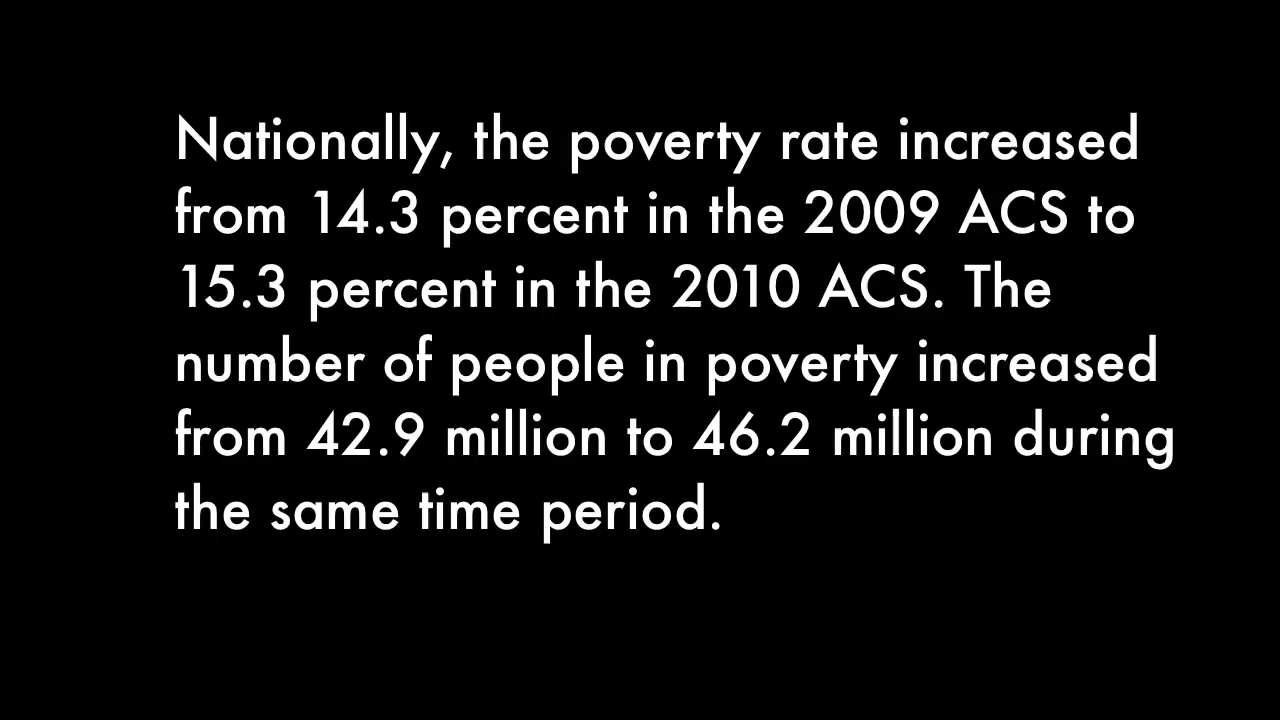 Nationally, the poverty rate increased
from 14.3 percent in the 2009 ACS to
15.3 percent in the 2010 ACS. The
number of people in poverty increased
from 42.9 million to 46.2 million during
the same time period.